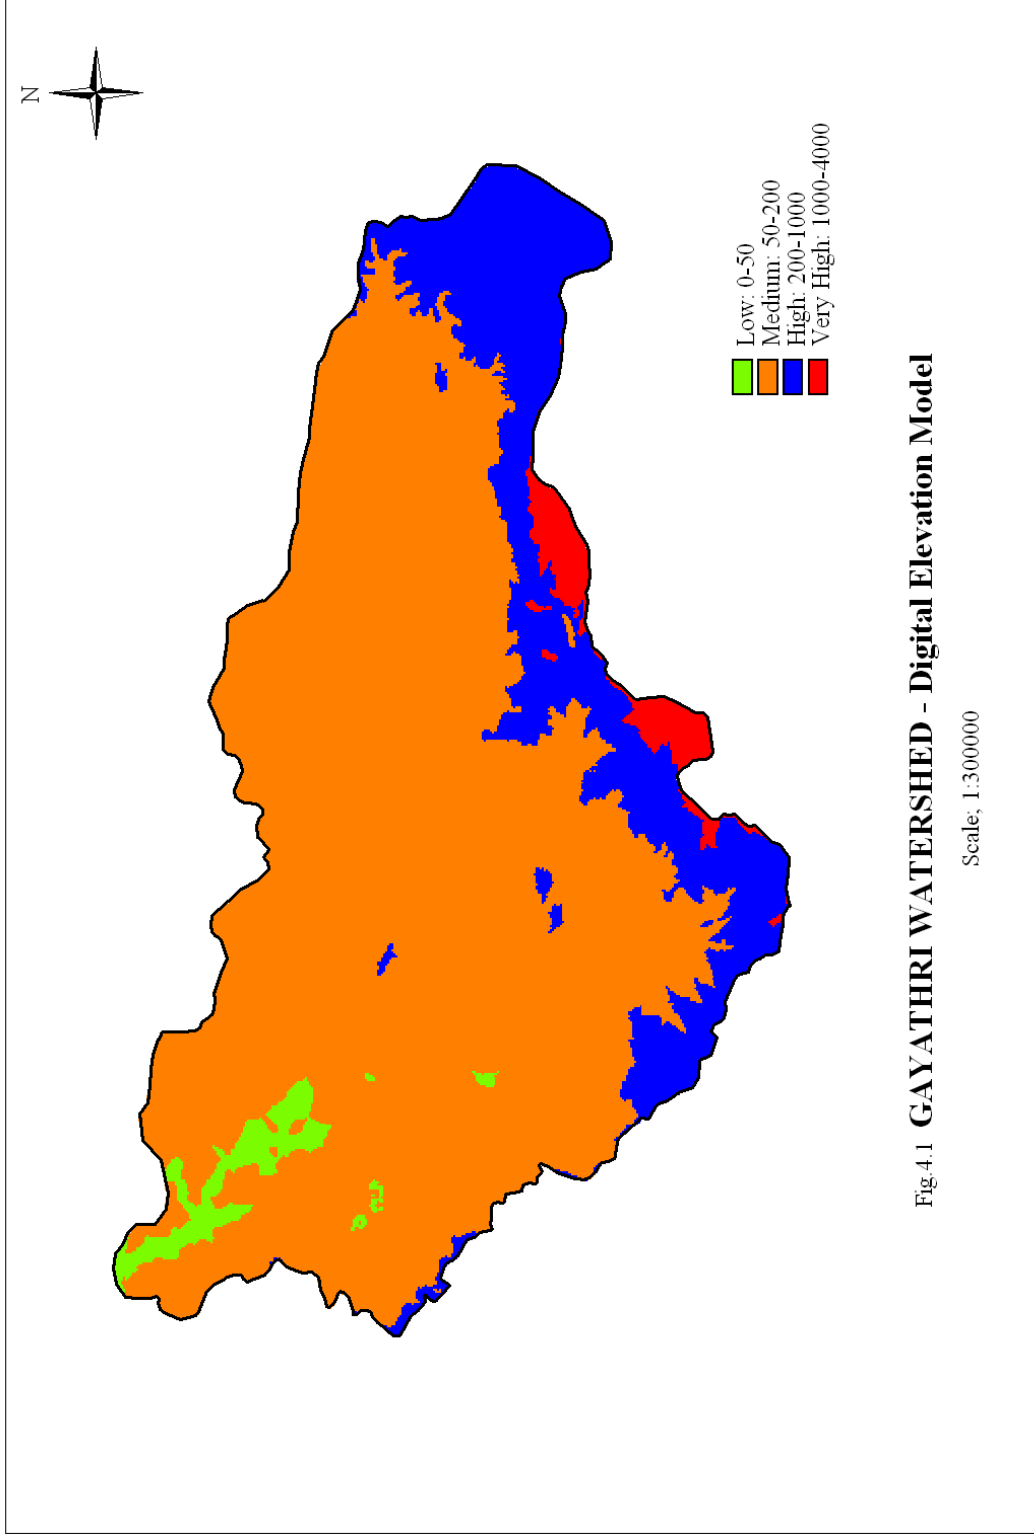 N
Low: 0-50
Medium: 50-200
High: 200-1000
Very High: 1000-4000
Fig.4.1 GAYATHRI WATERSHED - Digital Elevation Model
Scale; 1:300000